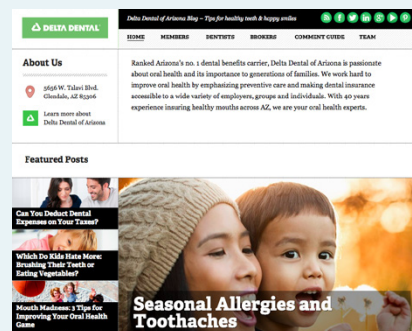 DELTA DENTAL
Delta Dental of Arizona Blog ~ Tips for healthy teeth & happy smiles
HOME MEMBERS DENTISTS BROKERS COMMENT GUIDE TEAM
About Us
5656 W. Talavi Blvd.
Glendale, AZ 85306
Learn more about
Delta Dental of Arizona
Ranked Arizona's no. 1 dental benefits carrier, Delta Dental of Arizona is passionate
about oral health and its importance to generations of families. We work hard to
improve oral health by emphasizing preventive care and making dental insurance
accessible to a wide variety of employers, groups and individuals. With 40 years
experience insuring healthy mouths across AZ, we are your oral health experts.
Featured Posts
Can You Deduct Dental
Expenses on Your Taxes?
Which Do Kids Hate More:
Brushing Their Teeth or
Eating Vegetables?
Mouth Madness: 3 Tips for
Improving Your Oral Health
Game
Seasonal Allergies and
Toothaches